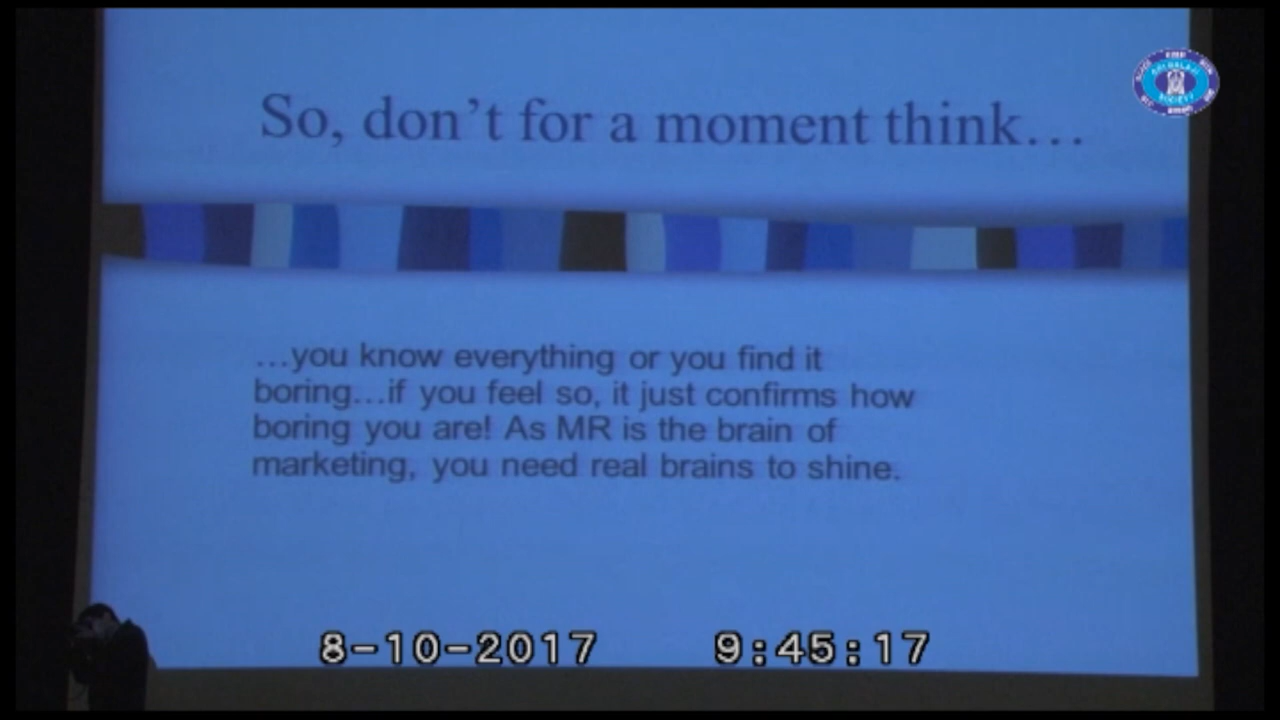 So, don't for a moment think…
…you know everything or you find it
boring…if you feel so, it just confirms how
boring you are! As MR is the brain of
marketing, you need real brains to shine.
8-10-2017 9:45:17